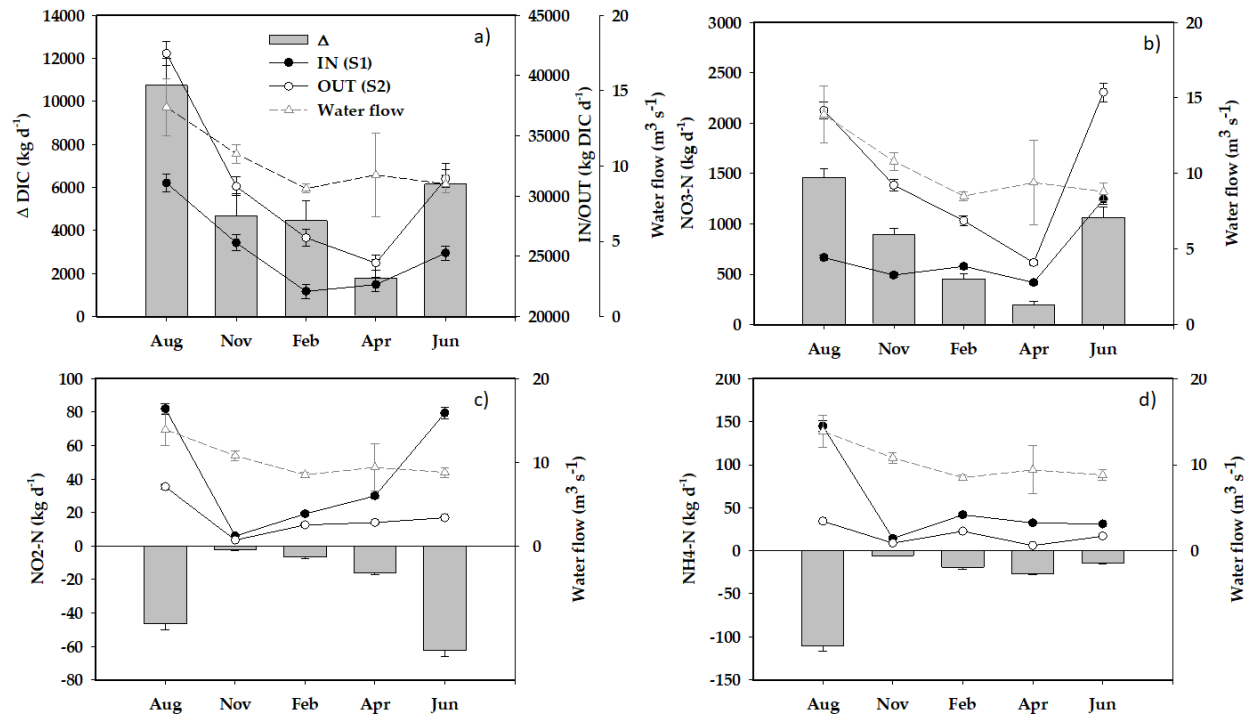 a)
Δ
IN (S1)
OUT (S2)
Water flow
14000
12000
10000
8000
6000
4000
2000
0
Δ DIC (kg d⁻¹)
45000
40000
35000
30000
25000
20000
IN/OUT (kg DIC d⁻¹)
20
15
10
5
0
Water flow (m³ s⁻¹)
Aug Nov Feb Apr Jun
b)
3000
2500
2000
1500
1000
500
0
NO3-N (kg d⁻¹)
20
15
10
5
0
Water flow (m³ s⁻¹)
Aug Nov Feb Apr Jun
c)
100
80
60
40
20
0
-20
-40
-60
-80
NO2-N (kg d⁻¹)
20
10
0
Water flow (m³ s⁻¹)
Aug Nov Feb Apr Jun
d)
200
150
100
50
0
-50
-100
-150
NH4-N (kg d⁻¹)
20
10
0
Water flow (m³ s⁻¹)
Aug Nov Feb Apr Jun